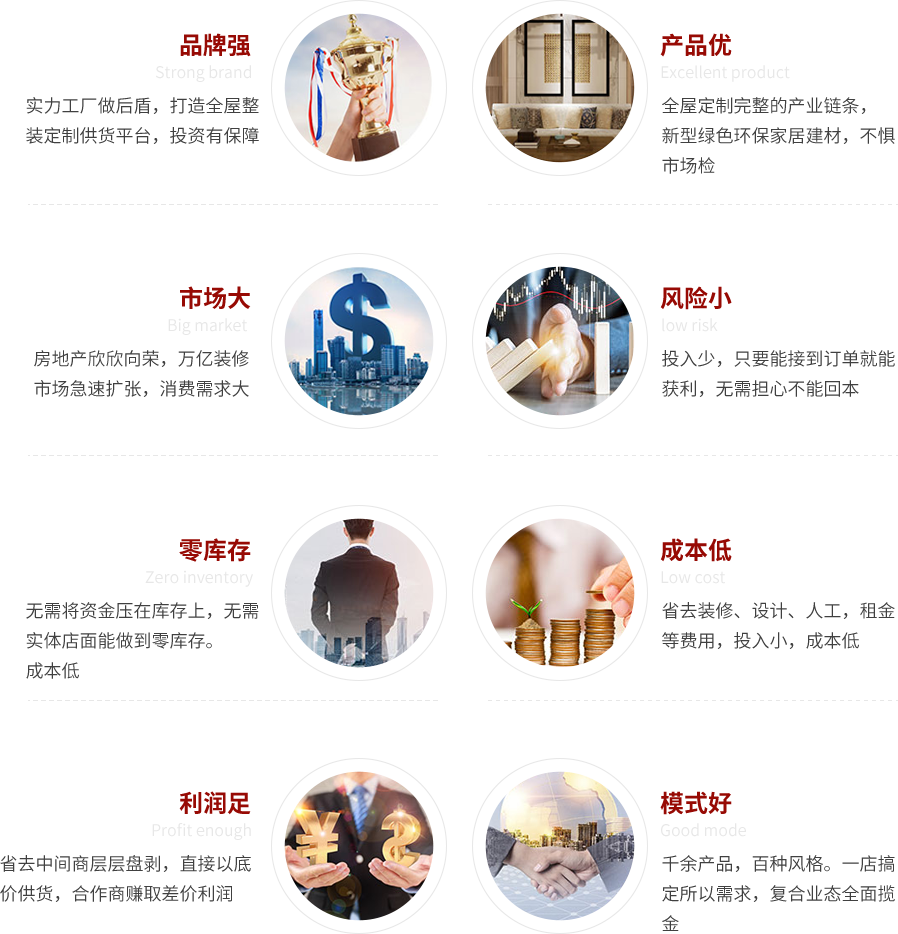 品牌强
Strong brand
实力工厂做后盾，打造全屋整
装定制供货平台，投资有保障
产品优
Excellent product
全屋定制完整的产业链条，
新型绿色环保家居建材，不惧
市场检
市场大
Big market
房地产欣欣向荣，万亿装修
市场急速扩张，消费需求大
风险小
low risk
投入少，只要能接到订单就能
获利，无需担心不能回本
零库存
Zero inventory
无需将资金压在库存上，无需
实体店面能做到零库存。
成本低
成本低
Low cost
省去装修、设计、人工，租金
等费用，投入小，成本低
利润足
Profit enough
省去中间商层层盘剥，直接以底
价供货，合作商赚取差价利润
模式好
Good mode
千余产品，百种风格。一店搞
定所以需求，复合业态全面揽
金